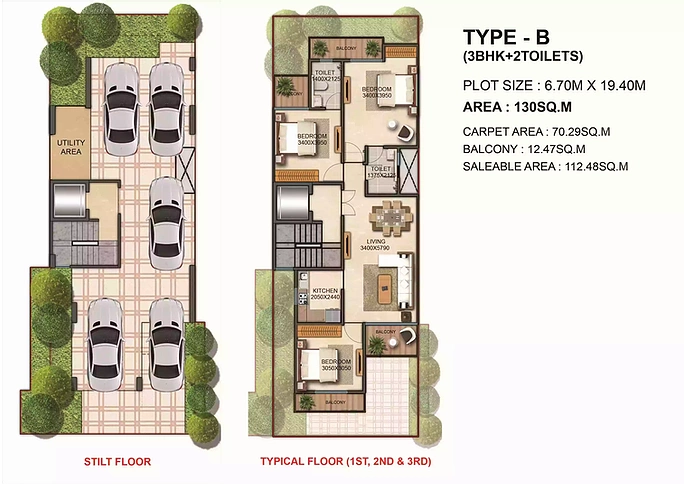 TYPE - B
(3BHK+2TOILETS)
PLOT SIZE : 6.70M X 19.40M
AREA : 130SQ.M
CARPET AREA : 70.29SQ.M
BALCONY : 12.47SQ.M
SALEABLE AREA : 112.48SQ.M
UTILITY
AREA
STILT FLOOR
BALCONY
TOILET
1400X2125
BEDROOM
3400X3950
BALCONY
BEDROOM
3400X3950
TOILET
1375X2125
LIVING
3400X5790
KITCHEN
2050X2440
BALCONY
BEDROOM
3050X3050
BALCONY
TYPICAL FLOOR (1ST, 2ND & 3RD)